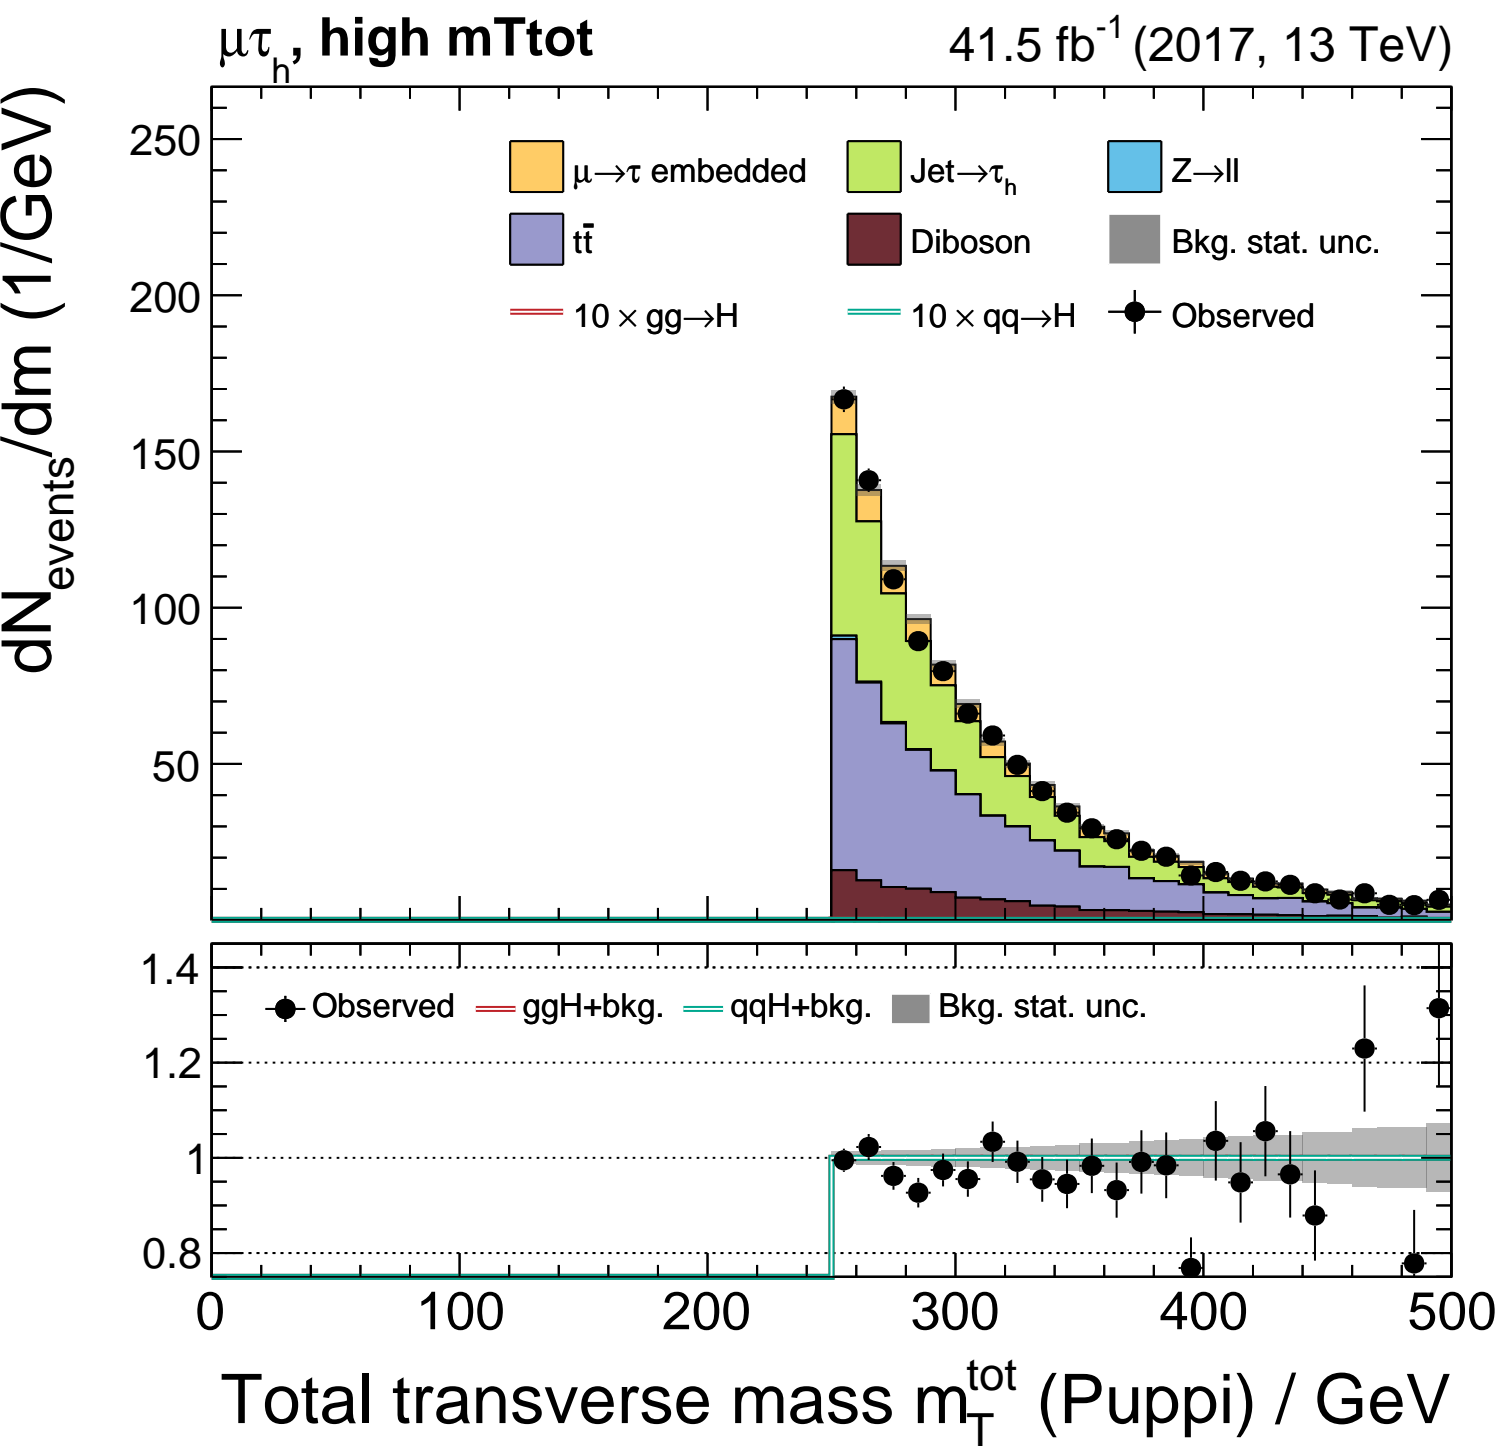 μτh, high mTtot
41.5 fb-1 (2017, 13 TeV)
dNevents/dm (1/GeV)
250
200
150
100
50
μ→τ embedded
Jet→τh
Z→ll
tt̄
Diboson
Bkg. stat. unc.
10 × gg→H
10 × qq→H
Observed
1.4
1.2
1
0.8
Observed
ggH+bkg.
qqH+bkg.
Bkg. stat. unc.
0 100 200 300 400 500
Total transverse mass mTtot (Puppi) / GeV